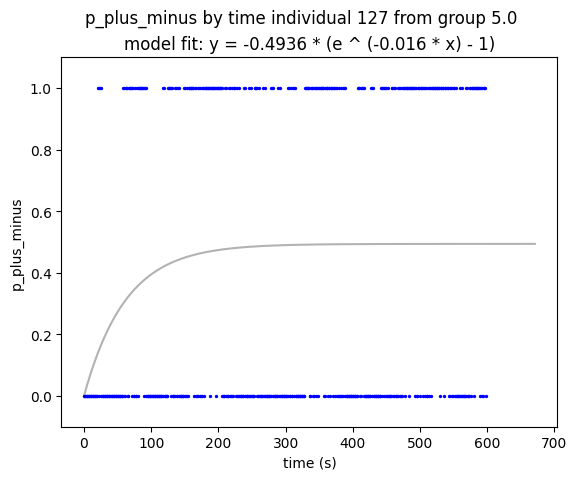 p_plus_minus by time individual 127 from group 5.0
model fit: y = -0.4936 * (e ^ (-0.016 * x) - 1)
1.0
0.8
0.6
0.4
0.2
0.0
p_plus_minus
0 100 200 300 400 500 600 700
time (s)